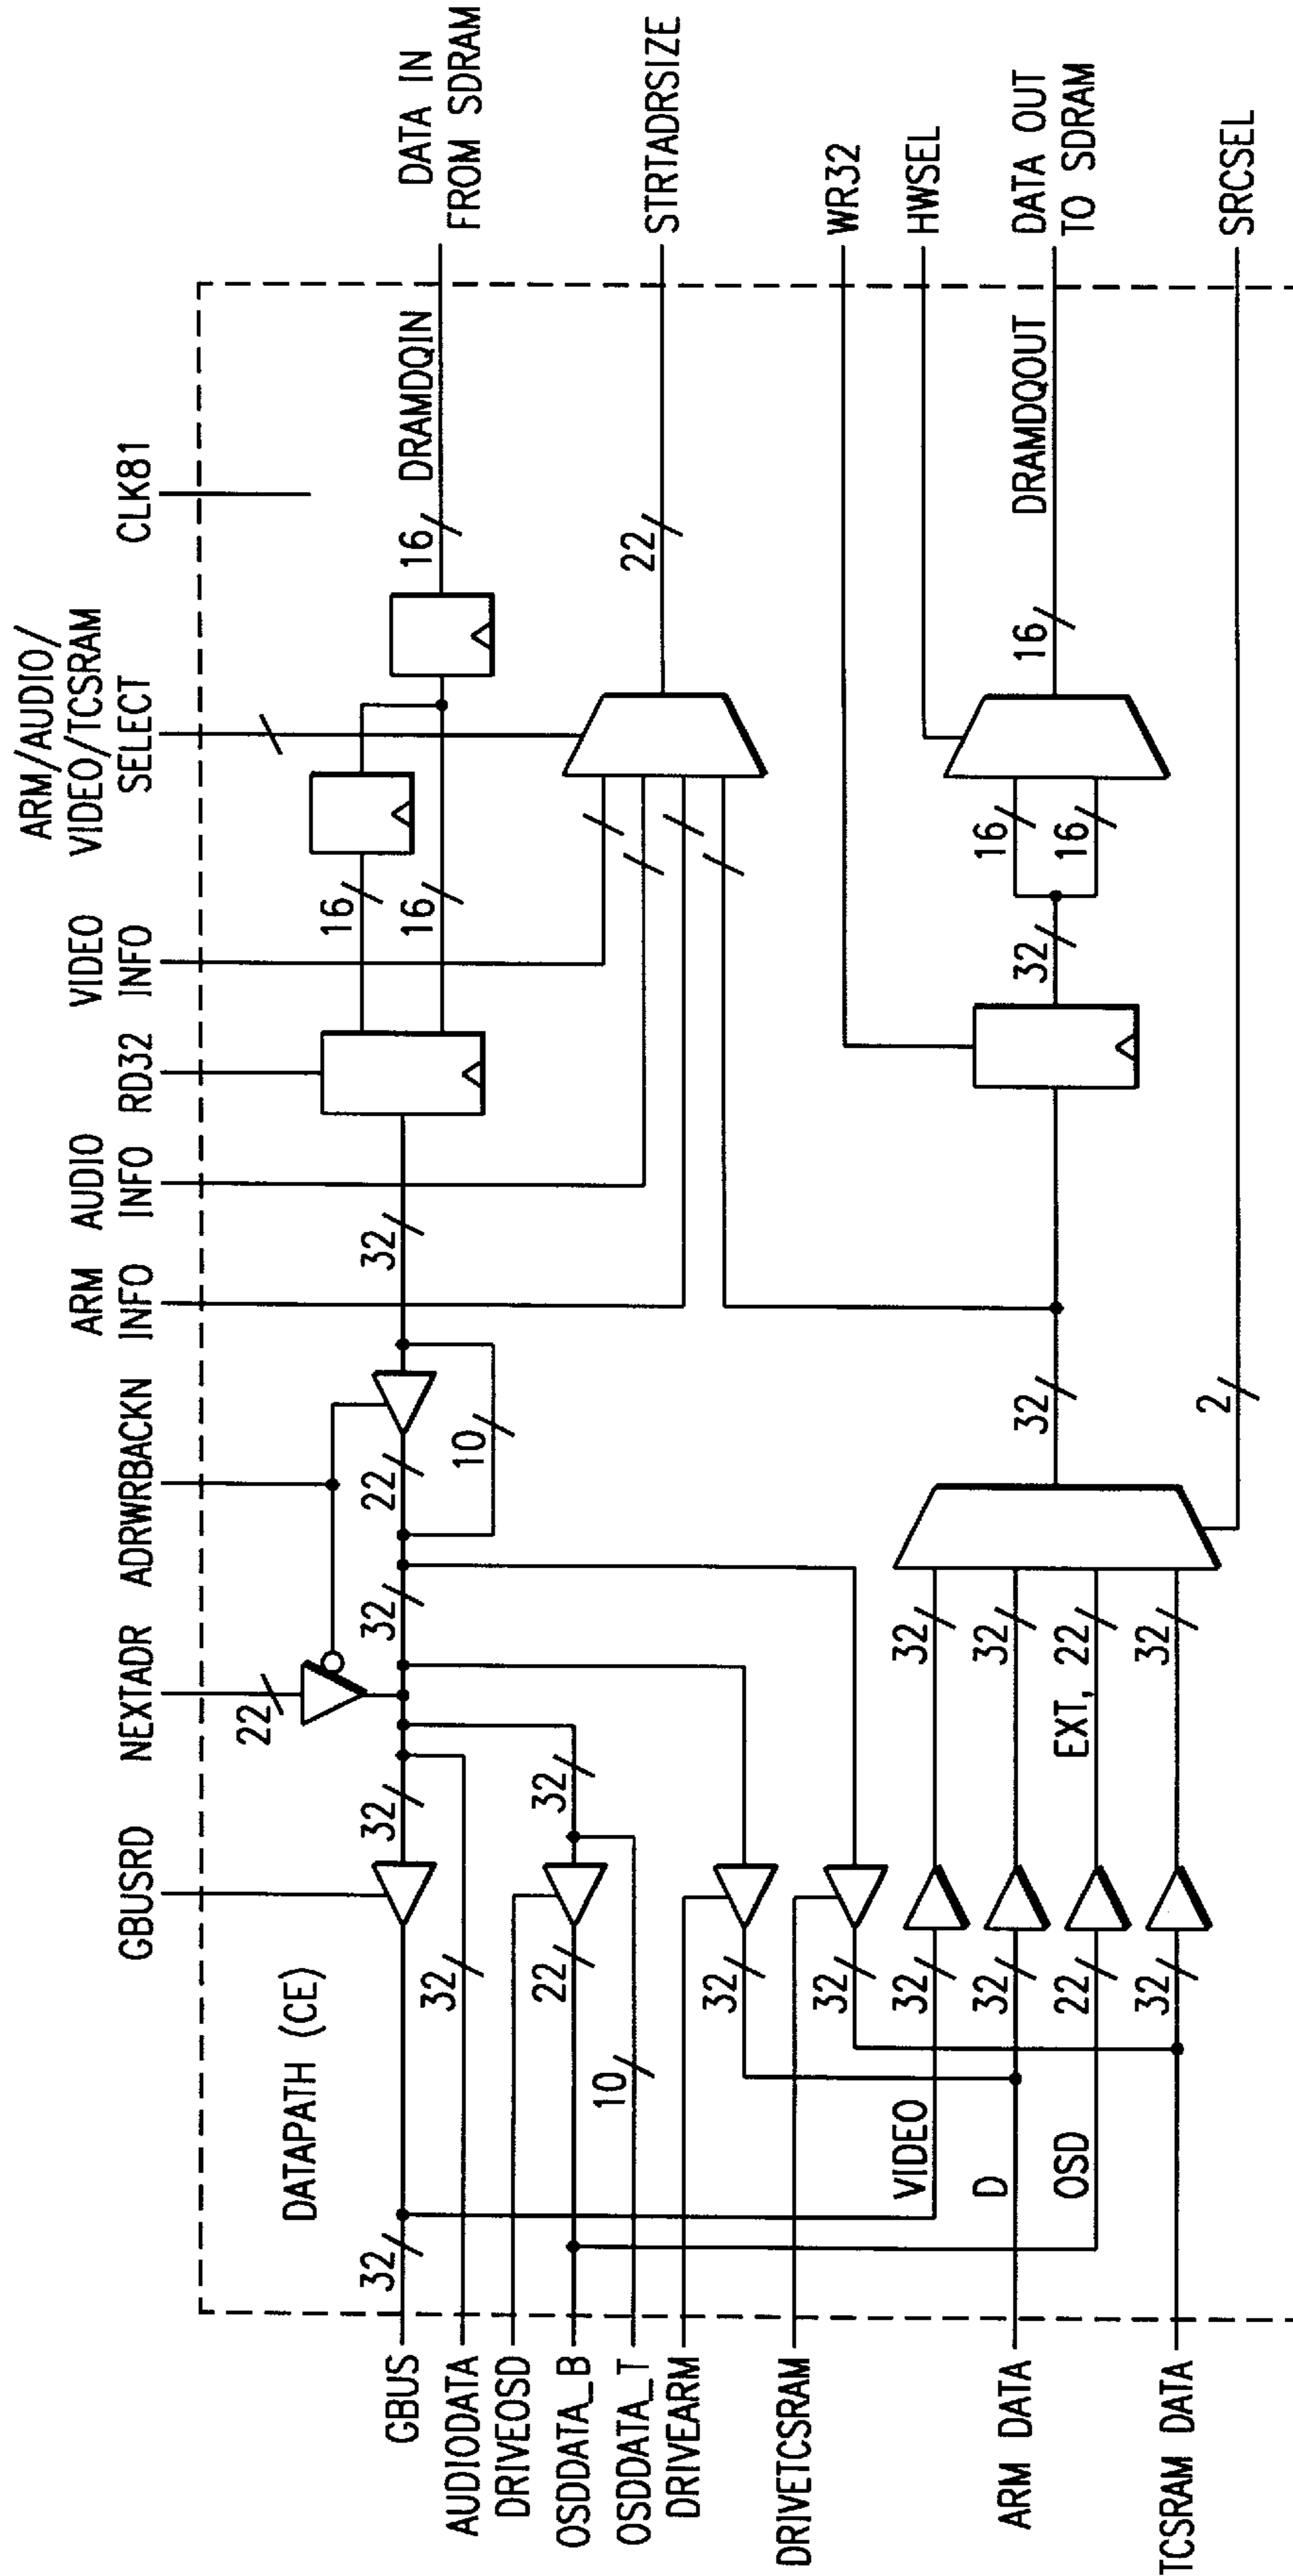 GBUSRD
NEXTADR
ADRWRBACKN
ARM
INFO
AUDIO
INFO
RD32
VIDEO
INFO
ARM/AUDIO/
VIDEO/TCSRAM
SELECT
CLK81
DATAPATH (CE)
22
GBUS
32
32
32
22
10
32
16
16
16
DRAMDQIN
DATA IN
FROM SDRAM
AUDIODATA
32
DRIVEOSD
OSDDATA_B
22
32
OSDDATA_T
10
DRIVEARM
32
22
STRTADRSIZE
DRIVETCSRAM
32
WR32
VIDEO
32
32
HWSEL
ARM DATA
D
32
32
32
32
16
16
16
DRAMDQOUT
DATA OUT
TO SDRAM
OSD
22
EXT, 22
TCSRAM DATA
32
32
2
SRCSEL